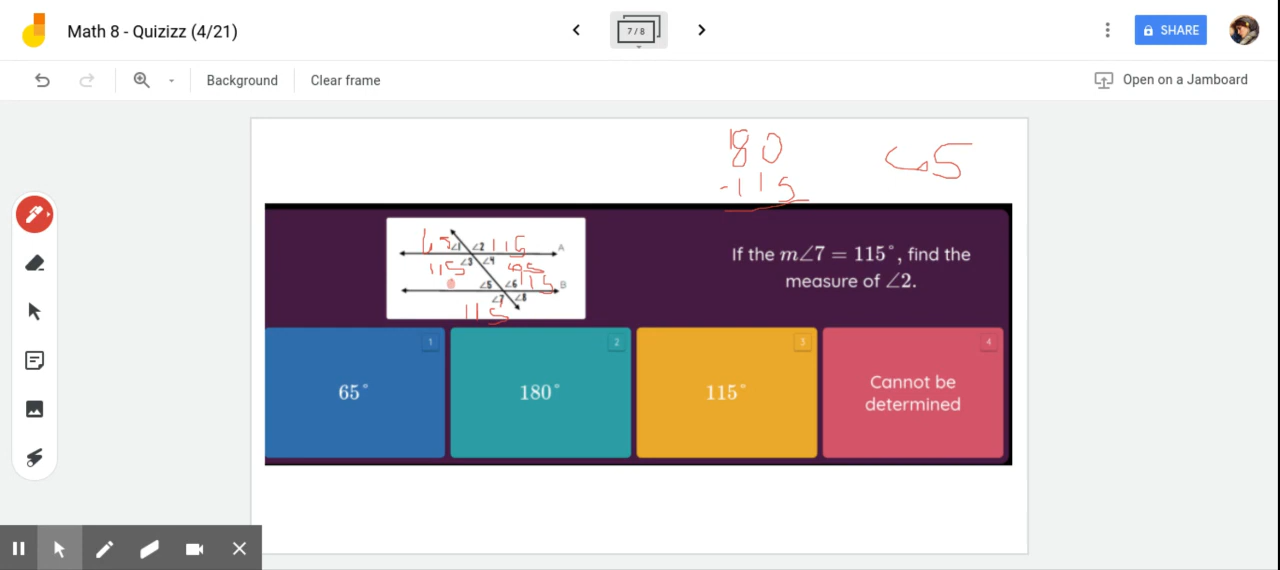 Math 8 - Quizizz (4/21)
7 / 8
SHARE
Background
Clear frame
Open on a Jamboard
180
-115
65
65 ∠1 ∠2 115 A
115 ∠3 ∠4
∠5 ∠6 115 B
∠7 ∠8
115
If the m∠7 = 115°, find the
measure of ∠2.
1
65°
2
180°
3
115°
4
Cannot be
determined